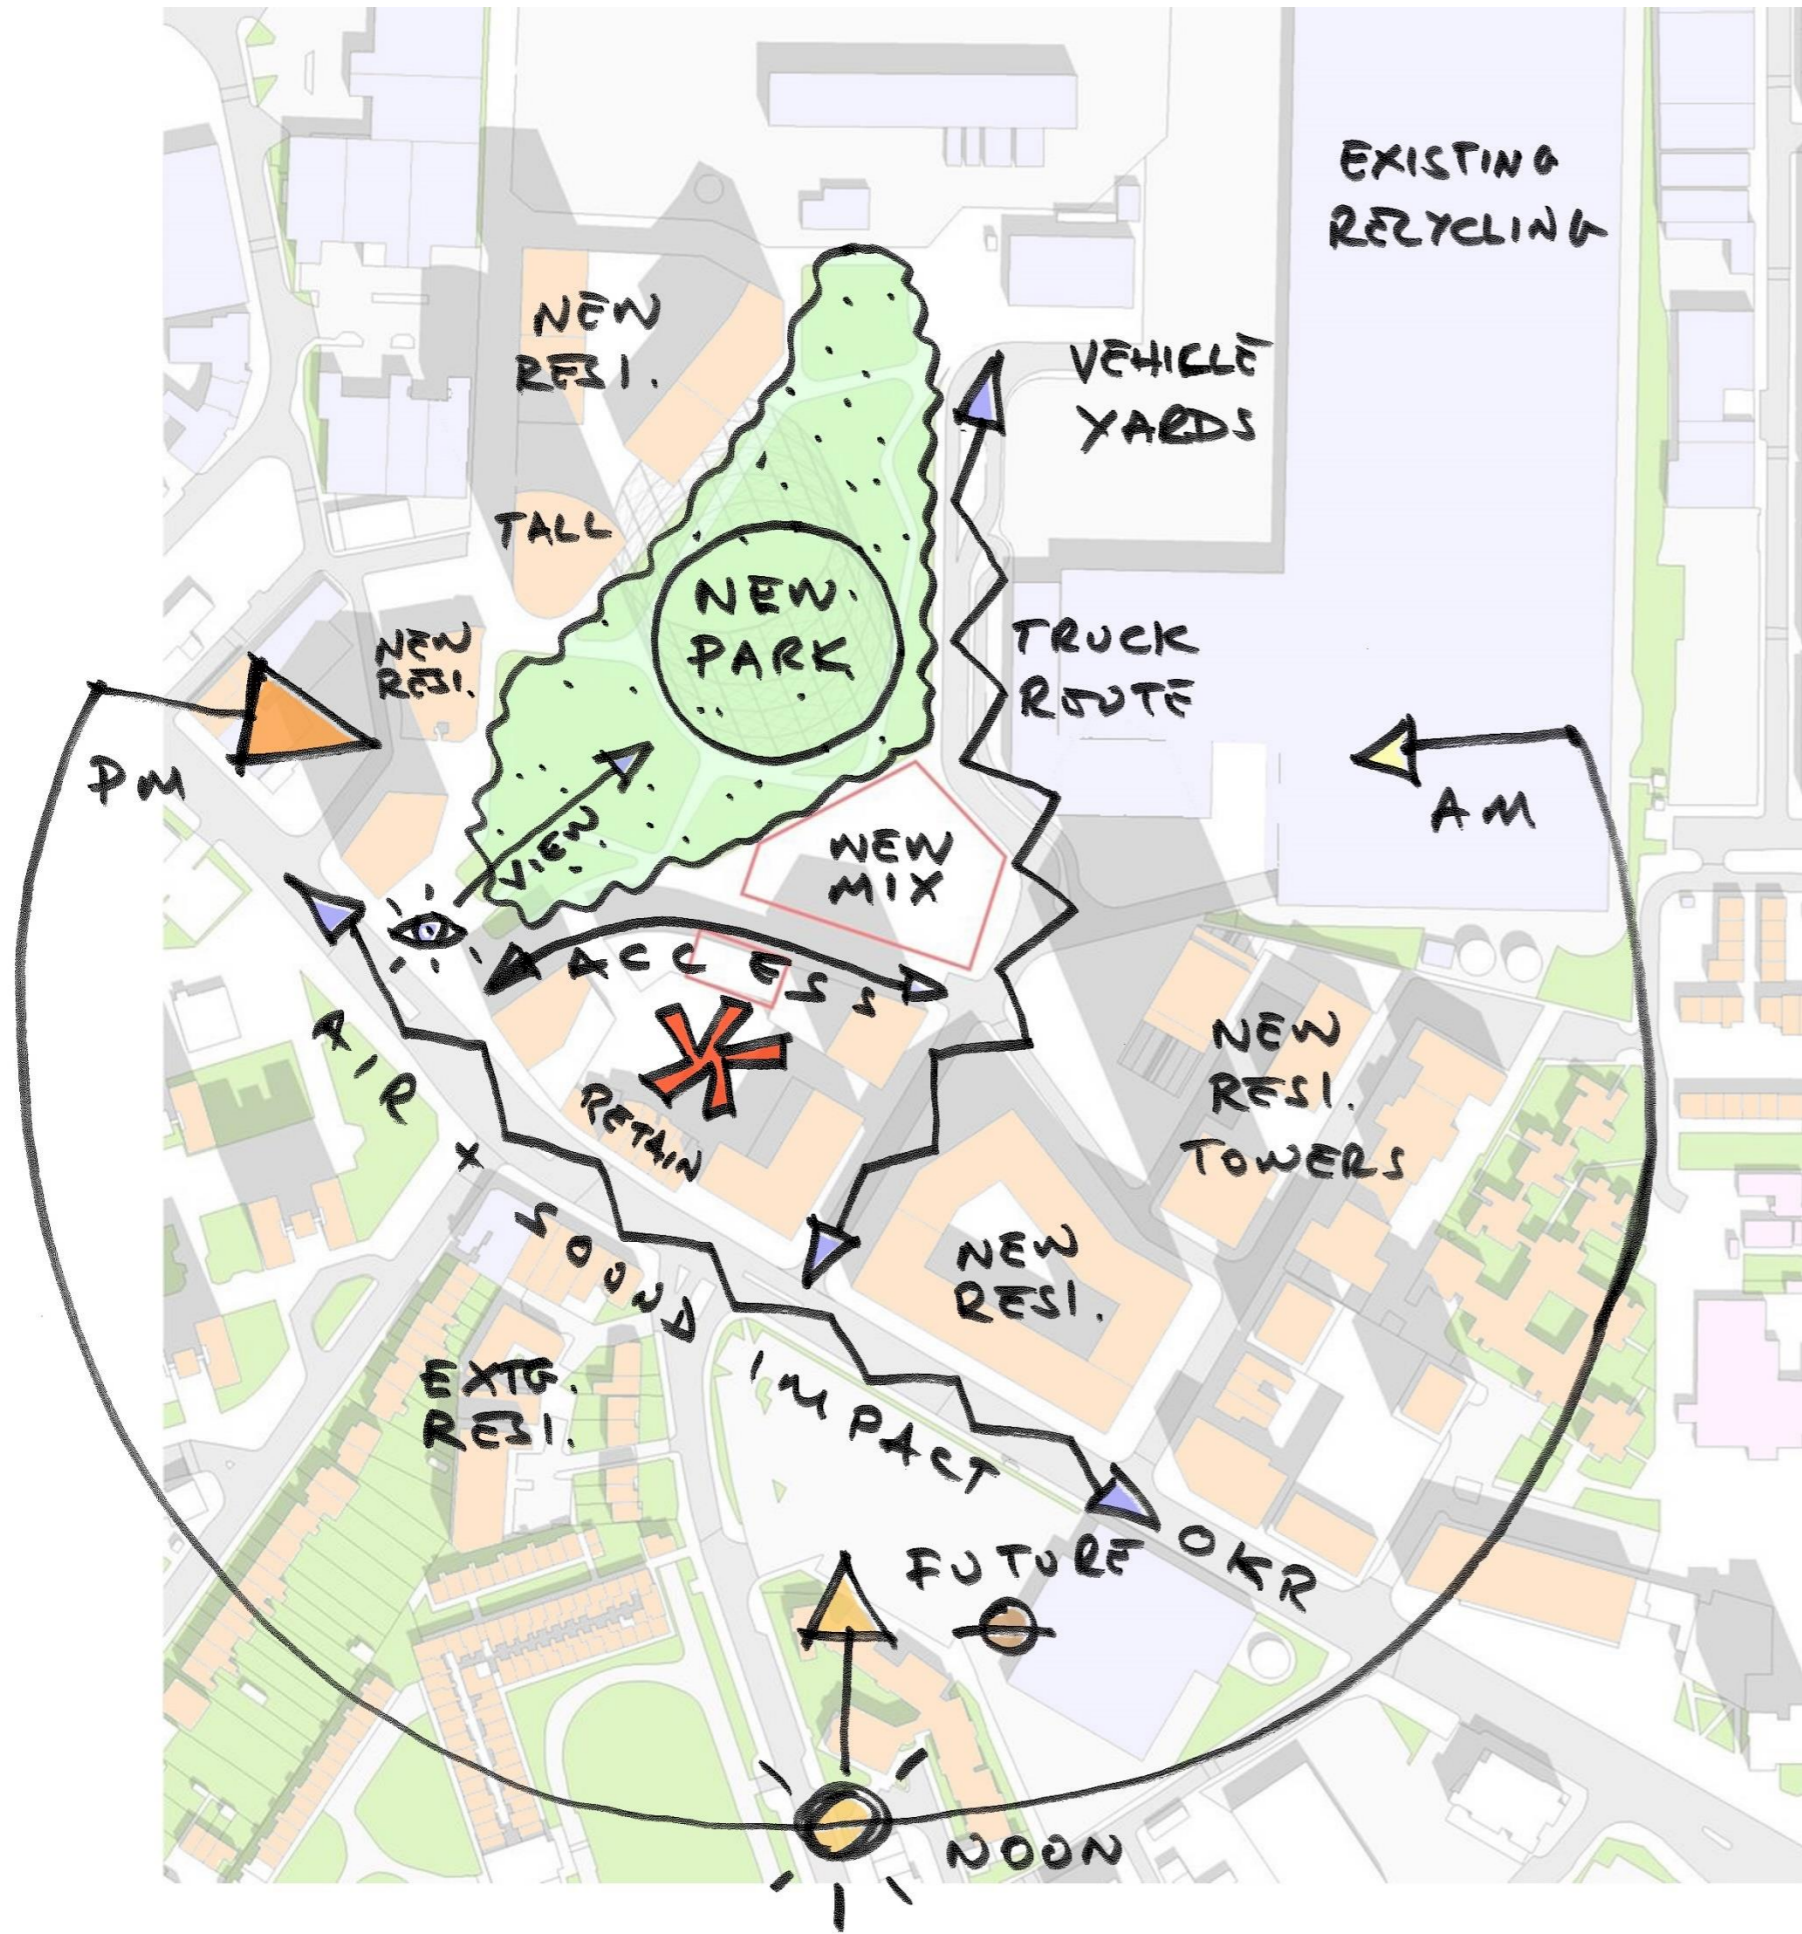 EXISTING
RECYCLING
NEW
RESI.
VEHICLE
YARDS
TALL
NEW
PARK
NEW
RESI.
TRUCK
ROUTE
PM
AM
VIEW
NEW
MIX
ACCESS
AIR
X
SOUND
IMPACT
RETAIN
NEW
RESI.
TOWERS
NEW
RESI.
EXTG.
RESI.
FUTURE
OKR
NOON